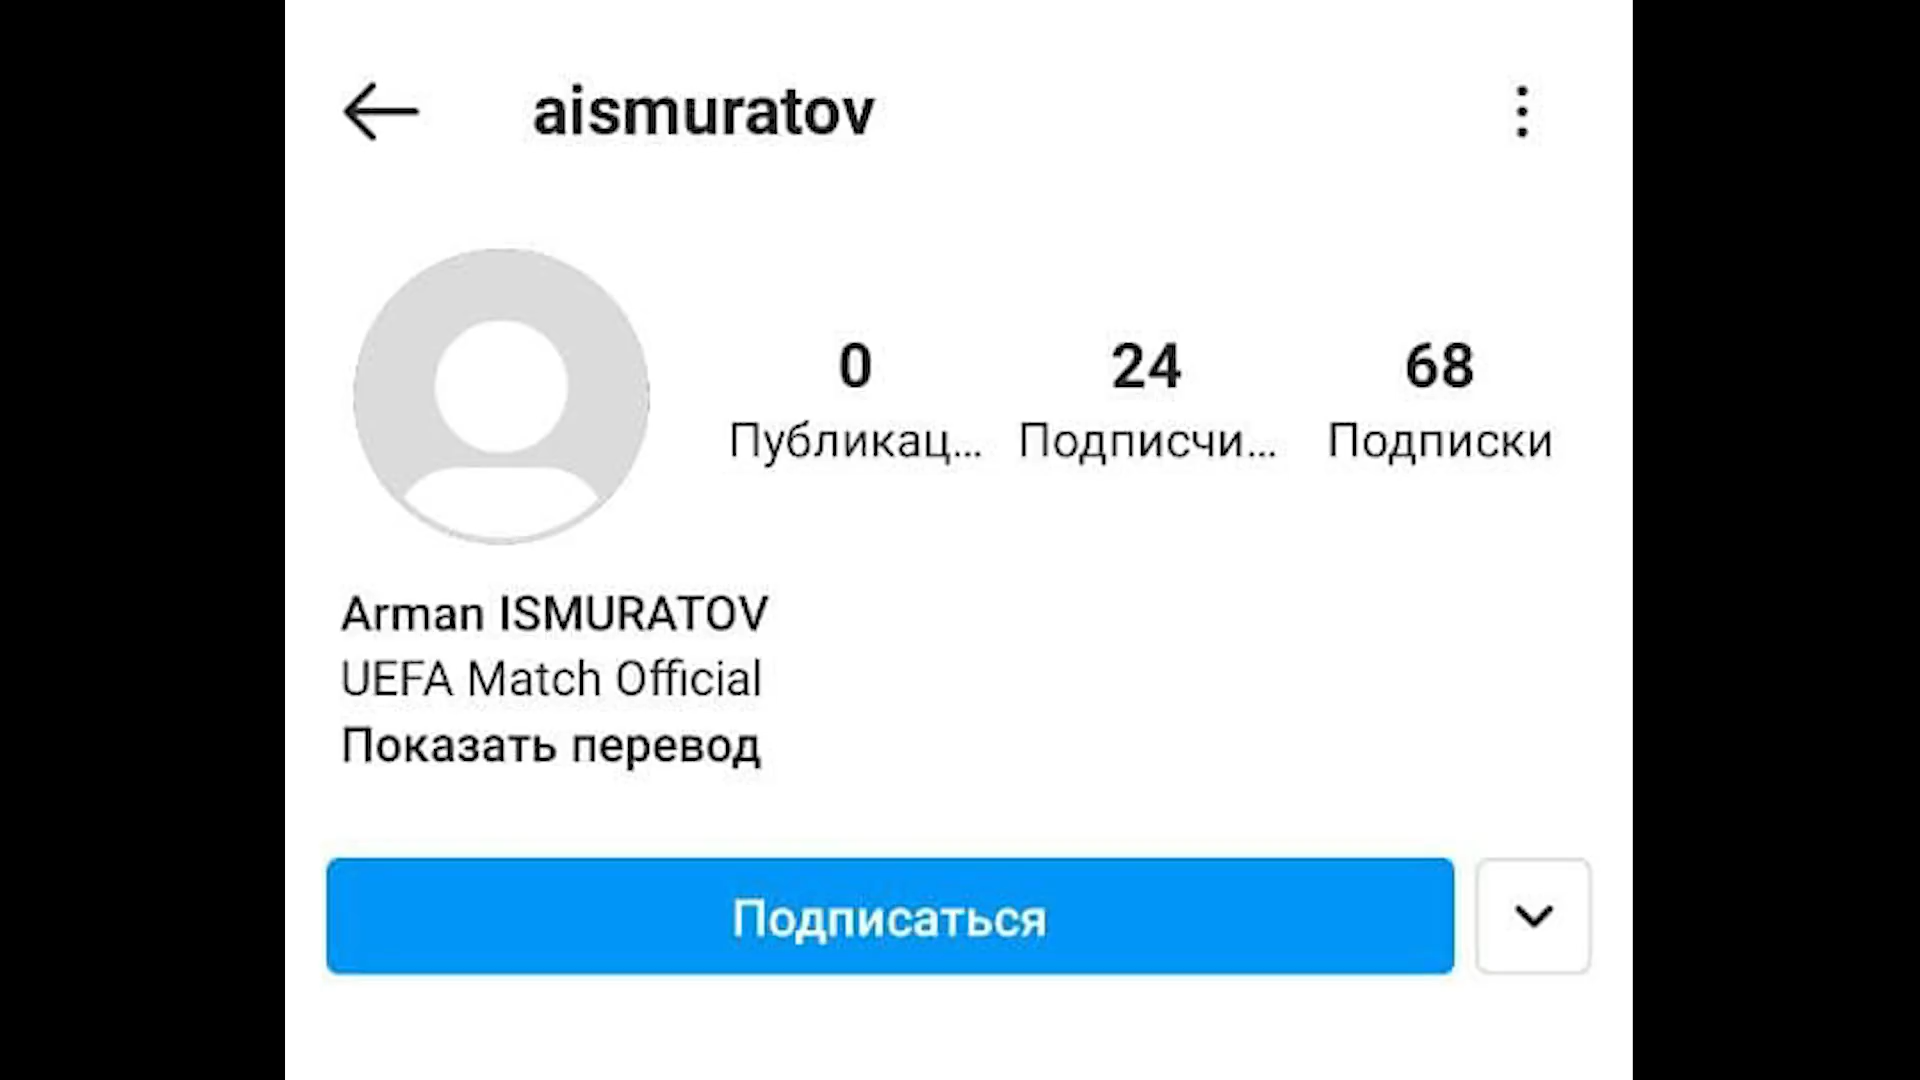 aismuratov
0 24 68
Публикац... Подписчи... Подписки
Arman ISMURATOV
UEFA Match Official
Показать перевод
Подписаться